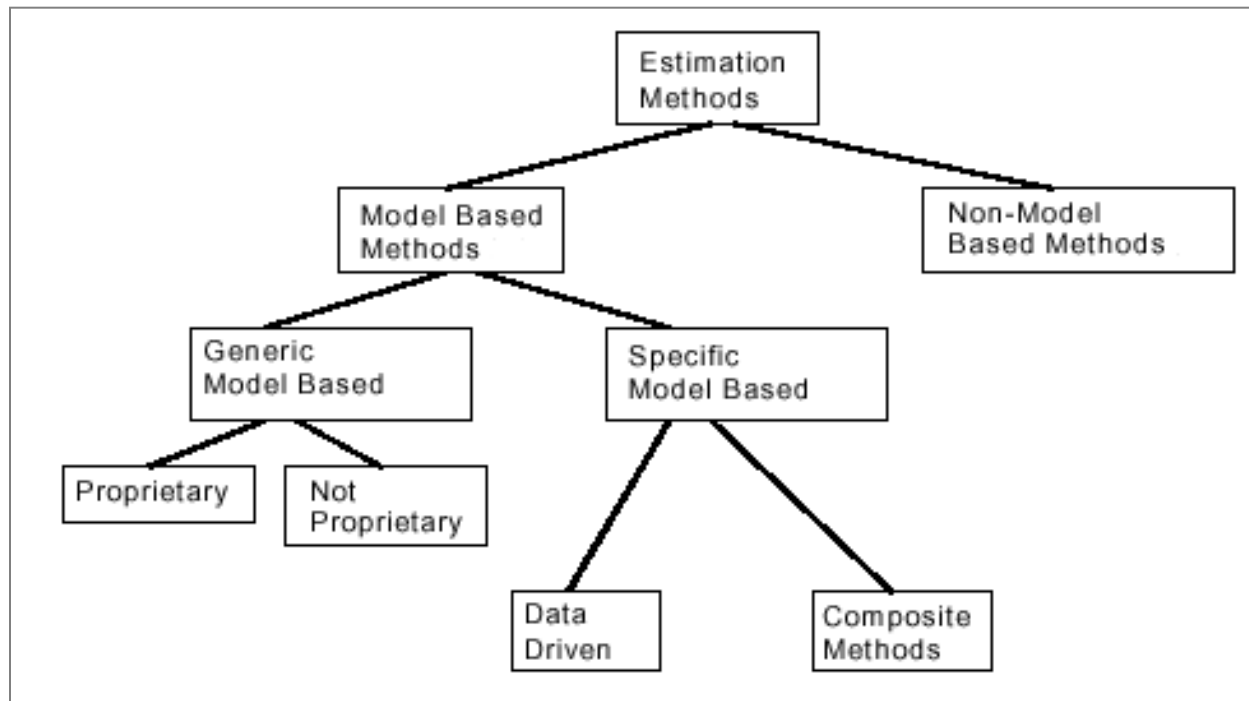 Estimation
Methods
Model Based
Methods
Non-Model
Based Methods
Generic
Model Based
Specific
Model Based
Proprietary
Not
Proprietary
Data
Driven
Composite
Methods